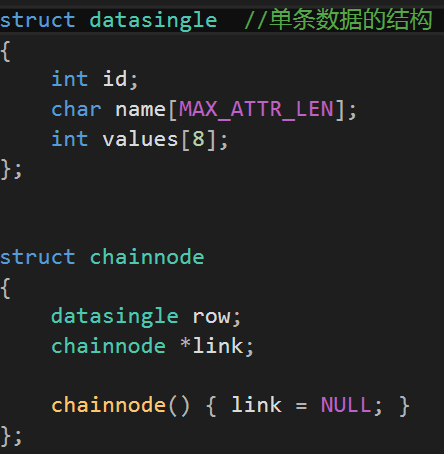 struct datasingle  //单条数据的结构
{
    int id;
    char name[MAX_ATTR_LEN];
    int values[8];
};
struct chainnode
{
    datasingle row;
    chainnode *link;
    chainnode() { link = NULL; }
};